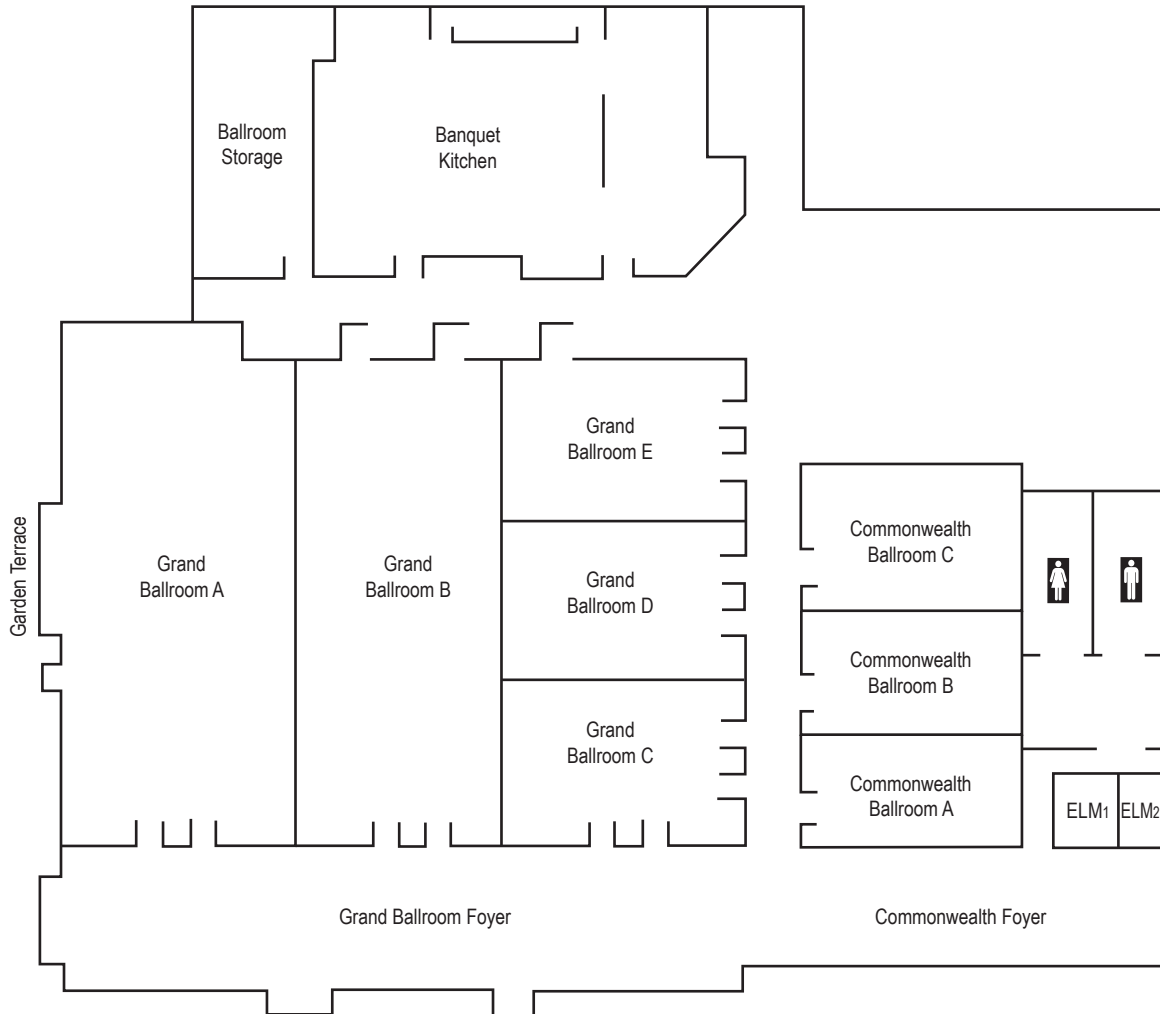 Ballroom
Storage
Banquet
Kitchen
Grand
Ballroom E
Garden Terrace
Grand
Ballroom A
Grand
Ballroom B
Grand
Ballroom D
Commonwealth
Ballroom C
Commonwealth
Ballroom B
Grand
Ballroom C
Commonwealth
Ballroom A
ELM1
ELM2
Grand Ballroom Foyer
Commonwealth Foyer